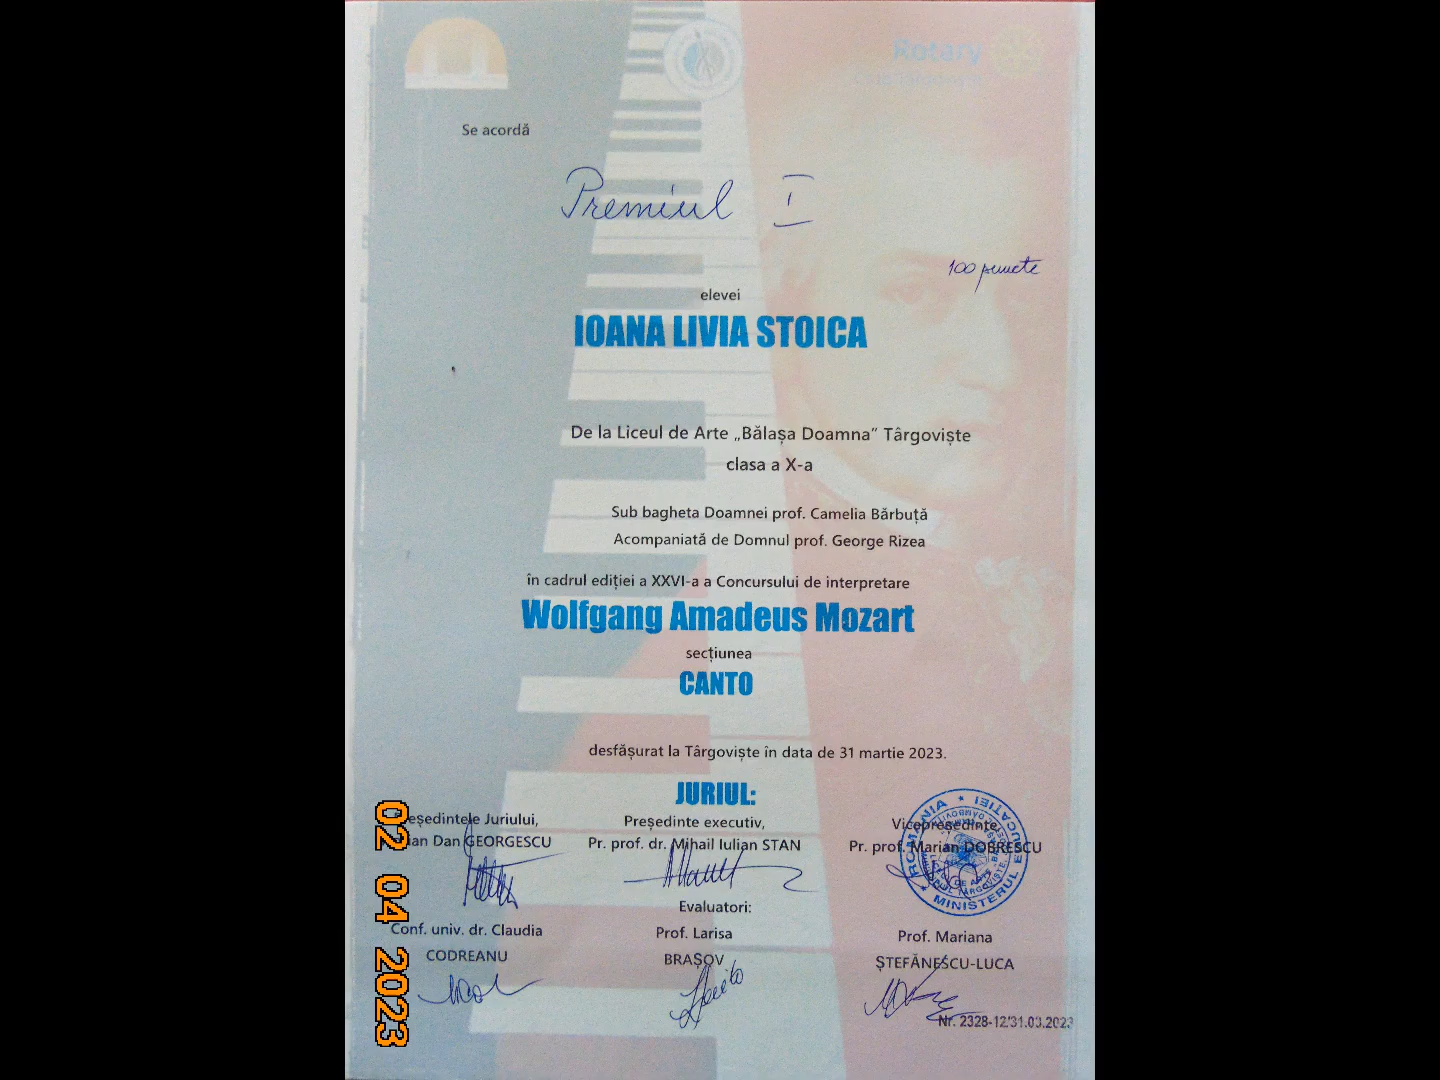 Rotary
Se acordă
Premiul I
100 puncte
elevei
IOANA LIVIA STOICA
De la Liceul de Arte „Bălașa Doamna” Târgoviște
clasa a X-a
Sub bagheta Doamnei prof. Camelia Bărbuță
Acompaniată de Domnul prof. George Rizea
în cadrul ediției a XXVI-a a Concursului de interpretare
Wolfgang Amadeus Mozart
secțiunea
CANTO
desfășurat la Târgoviște în data de 31 martie 2023.
JURIUL:
Juriului,
Dan GEORGESCU
Președinte executiv,
Pr. prof. dr. Mihail Iulian STAN
Vicepreședinte,
Pr. prof. Marian DOBRESCU
ROMÂNIA * MINISTERUL EDUCAȚIEI *
Evaluatori:
Conf. univ. dr. Claudia
CODREANU
Prof. Larisa
BRAȘOV
Prof. Mariana
ȘTEFĂNESCU-LUCA
Nr. 2328-12/31.03.2023
02 04 2023